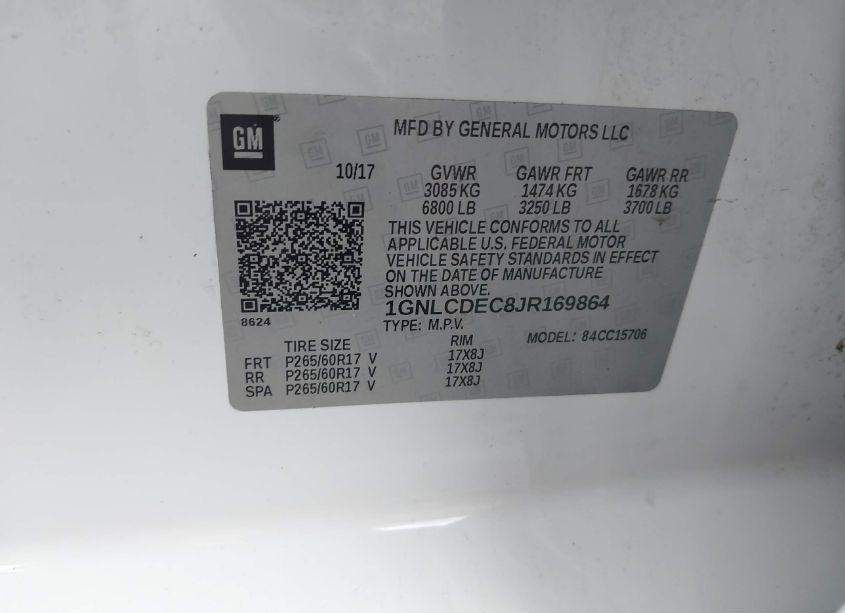 GM
MFD BY GENERAL MOTORS LLC
10/17 GVWR GAWR FRT GAWR RR
3085 KG 1474 KG 1678 KG
6800 LB 3250 LB 3700 LB
THIS VEHICLE CONFORMS TO ALL
APPLICABLE U.S. FEDERAL MOTOR
VEHICLE SAFETY STANDARDS IN EFFECT
ON THE DATE OF MANUFACTURE
SHOWN ABOVE.
1GNLCDEC8JR169864
8624
TYPE: M.P.V.
MODEL: 84CC15706
TIRE SIZE RIM
FRT P265/60R17 V 17X8J
RR P265/60R17 V 17X8J
SPA P265/60R17 V 17X8J